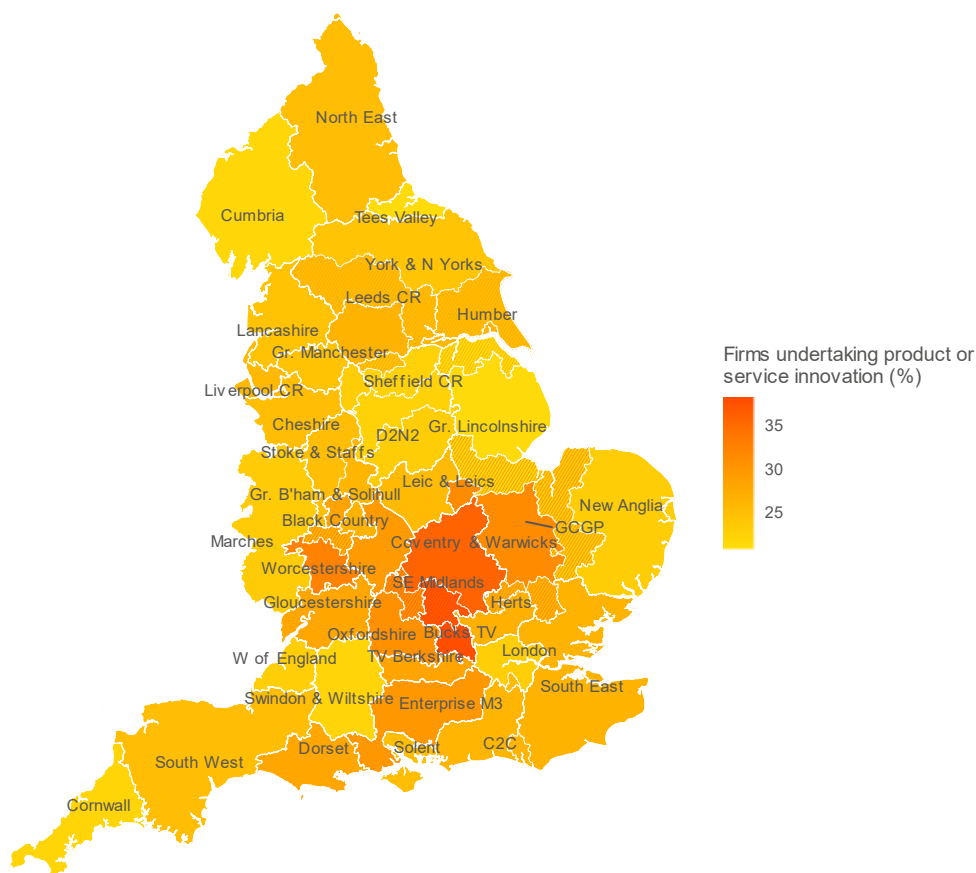 North East
Cumbria
Tees Valley
York & N Yorks
Leeds CR
Humber
Lancashire
Gr. Manchester
Liverpool CR
Sheffield CR
Cheshire
D2N2
Gr. Lincolnshire
Stoke & Staffs
Leic & Leics
Gr. B'ham & Solihull
New Anglia
Black Country
GCGP
Marches
Coventry & Warwicks
Worcestershire
SE Midlands
Gloucestershire
Herts
Oxfordshire
Bucks TV
W of England
TV Berkshire
London
South East
Swindon & Wiltshire
Enterprise M3
Dorset
Solent
C2C
South West
Cornwall
Firms undertaking product or
service innovation (%)
35
30
25